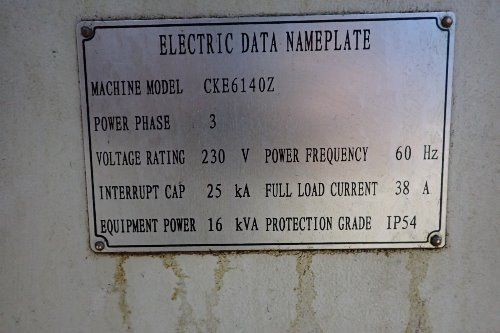 ELECTRIC DATA NAMEPLATE
MACHINE MODEL CKE6140Z
POWER PHASE 3
VOLTAGE RATING 230 V POWER FREQUENCY 60 Hz
INTERRUPT CAP 25 kA FULL LOAD CURRENT 38 A
EQUIPMENT POWER 16 kVA PROTECTION GRADE IP54